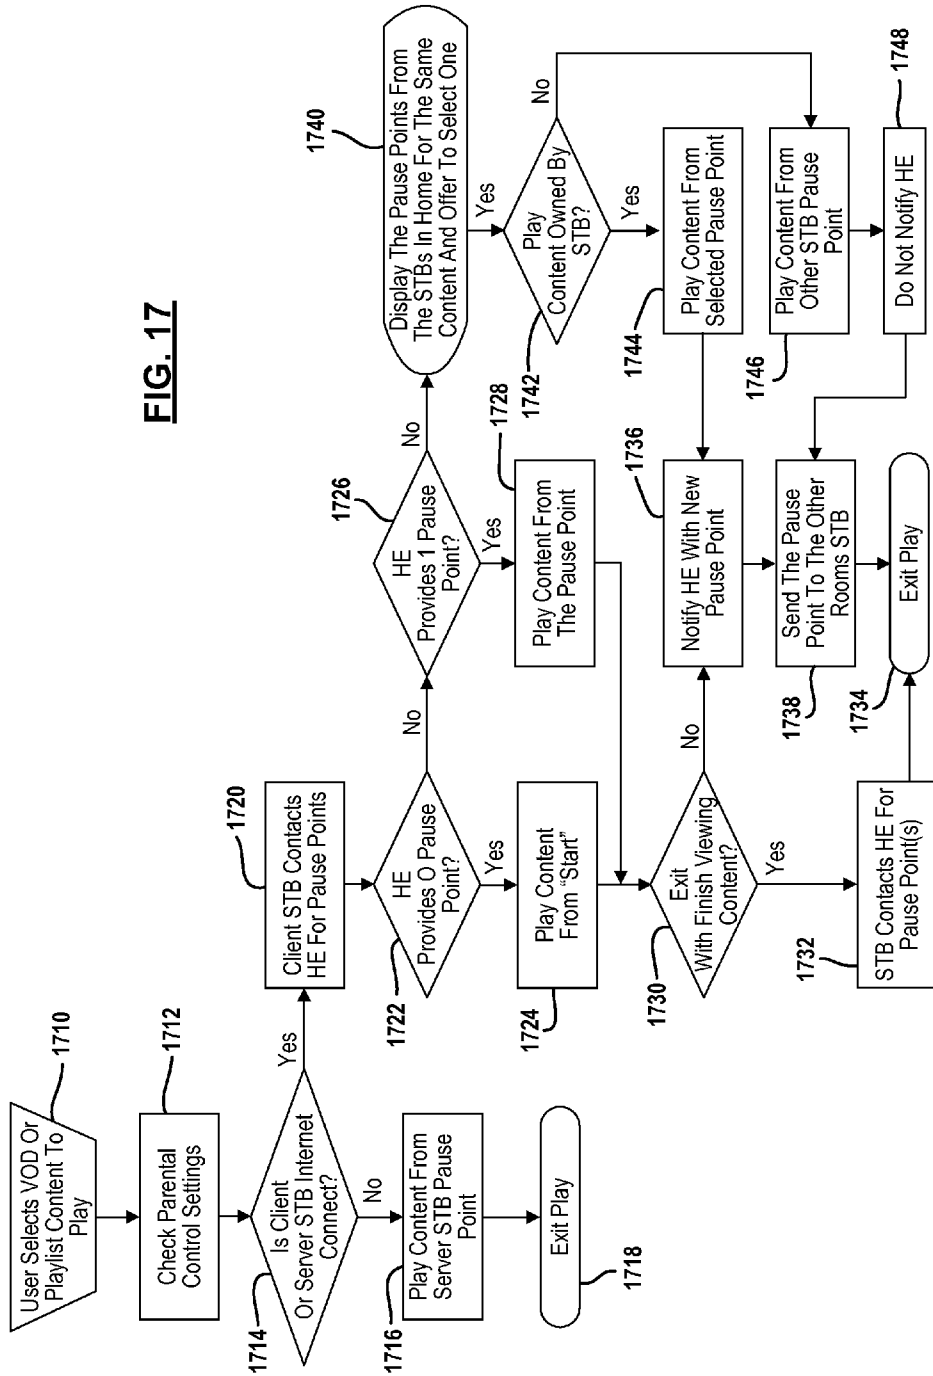 FIG. 17
1710
User Selects VOD Or
Playlist Content To
Play
1712
Check Parental
Control Settings
1714
Is Client
Or Server STB Internet
Connect?
Yes
No
1716
Play Content From
Server STB Pause
Point
1718
Exit Play
1720
Client STB Contacts
HE For Pause Points
1722
HE
Provides O Pause
Point?
No
Yes
1724
Play Content
From "Start"
1726
HE
Provides 1 Pause
Point?
No
Yes
1728
Play Content From
The Pause Point
1730
Exit
With Finish Viewing
Content?
No
Yes
1732
STB Contacts HE For
Pause Point(s)
1734
Exit Play
1736
Notify HE With New
Pause Point
1738
Send The Pause
Point To The Other
Rooms STB
1740
Display The Pause Points From
The STBs In Home For The Same
Content And Offer To Select One
Yes
1742
Play
Content Owned By
STB?
No
Yes
1744
Play Content From
Selected Pause Point
1746
Play Content From
Other STB Pause
Point
1748
Do Not Notify HE